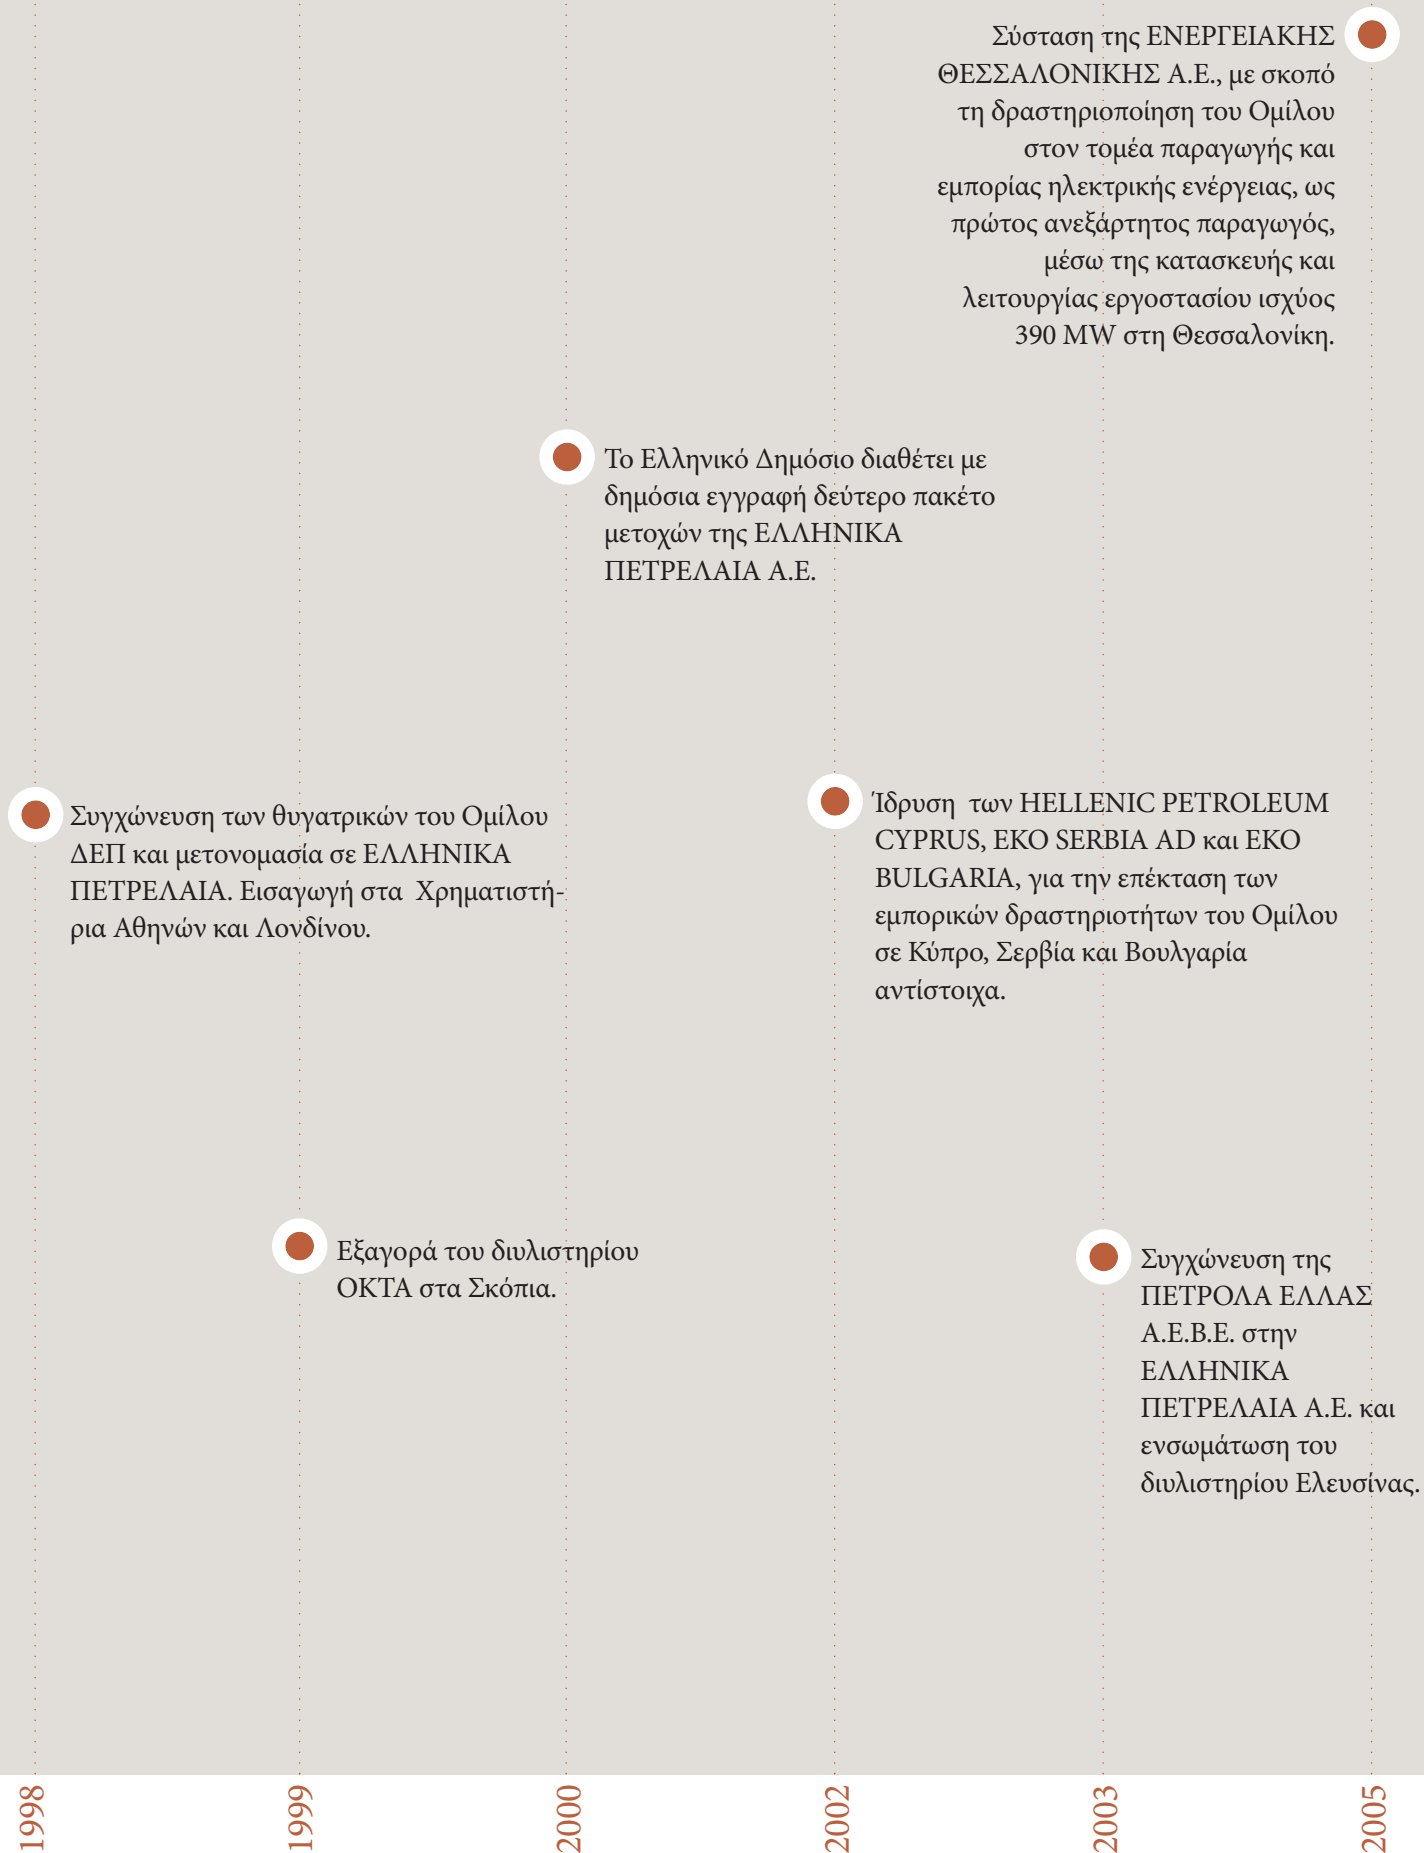 Σύσταση της ΕΝΕΡΓΕΙΑΚΗΣ
ΘΕΣΣΑΛΟΝΙΚΗΣ Α.Ε., με σκοπό
τη δραστηριοποίηση του Ομίλου
στον τομέα παραγωγής και
εμπορίας ηλεκτρικής ενέργειας, ως
πρώτος ανεξάρτητος παραγωγός,
μέσω της κατασκευής και
λειτουργίας εργοστασίου ισχύος
390 MW στη Θεσσαλονίκη.
Το Ελληνικό Δημόσιο διαθέτει με
δημόσια εγγραφή δεύτερο πακέτο
μετοχών της ΕΛΛΗΝΙΚΑ
ΠΕΤΡΕΛΑΙΑ Α.Ε.
Συγχώνευση των θυγατρικών του Ομίλου
ΔΕΠ και μετονομασία σε ΕΛΛΗΝΙΚΑ
ΠΕΤΡΕΛΑΙΑ. Εισαγωγή στα Χρηματιστή-
ρια Αθηνών και Λονδίνου.
Ίδρυση των HELLENIC PETROLEUM
CYPRUS, EKO SERBIA AD και EKO
BULGARIA, για την επέκταση των
εμπορικών δραστηριοτήτων του Ομίλου
σε Κύπρο, Σερβία και Βουλγαρία
αντίστοιχα.
Εξαγορά του διυλιστηρίου
ΟΚΤΑ στα Σκόπια.
Συγχώνευση της
ΠΕΤΡΟΛΑ ΕΛΛΑΣ
Α.Ε.Β.Ε. στην
ΕΛΛΗΝΙΚΑ
ΠΕΤΡΕΛΑΙΑ Α.Ε. και
ενσωμάτωση του
διυλιστηρίου Ελευσίνας.
1998
1999
2000
2002
2003
2005